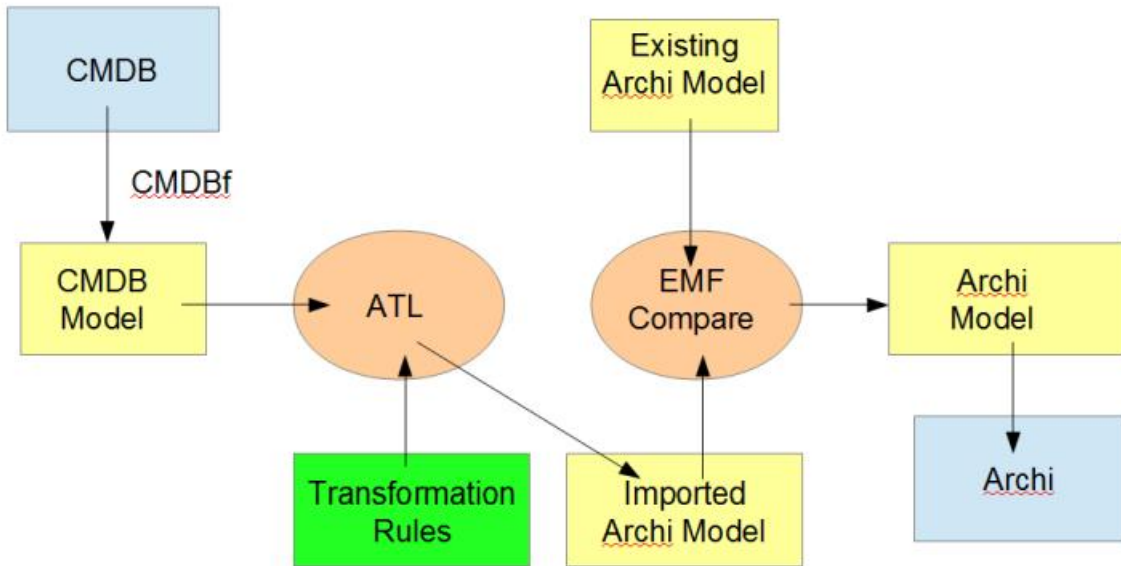 CMDB
CMDBf
CMDB
Model
ATL
Transformation
Rules
Existing
Archi Model
EMF
Compare
Imported
Archi Model
Archi
Model
Archi